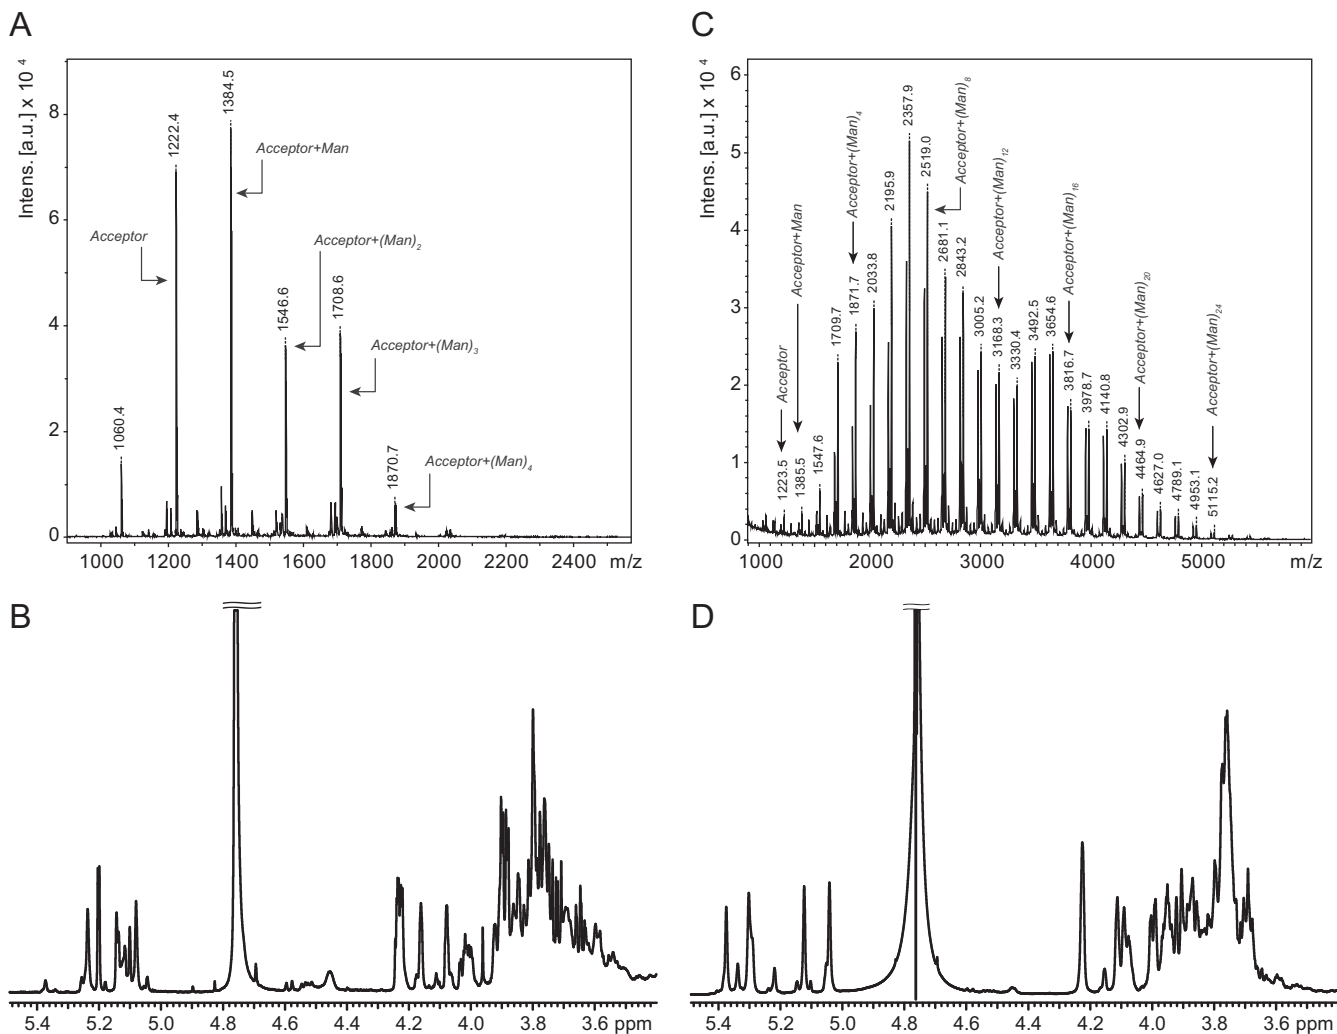 A
Intens. [a.u.] x 10 4
8
6
4
2
0
1060.4
1222.4
1384.5
1546.6
1708.6
1870.7
Acceptor
Acceptor+Man
Acceptor+(Man)2
Acceptor+(Man)3
Acceptor+(Man)4
1000 1200 1400 1600 1800 2000 2200 2400 m/z
C
Intens. [a.u.] x 10 4
6
5
4
3
2
1
0
Acceptor
Acceptor+Man
Acceptor+(Man)4
Acceptor+(Man)8
Acceptor+(Man)12
Acceptor+(Man)16
Acceptor+(Man)20
Acceptor+(Man)24
1223.5
1385.5
1547.6
1709.7
1871.7
2033.8
2195.9
2357.9
2519.0
2681.1
2843.2
3005.2
3168.3
3330.4
3492.5
3654.6
3816.7
3978.7
4140.8
4302.9
4464.9
4627.0
4789.1
4953.1
5115.2
1000 2000 3000 4000 5000 m/z
B
5.4 5.2 5.0 4.8 4.6 4.4 4.2 4.0 3.8 3.6 ppm
D
5.4 5.2 5.0 4.8 4.6 4.4 4.2 4.0 3.8 3.6 ppm